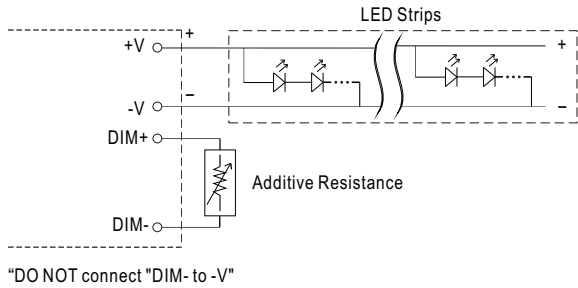 LED Strips
+V
+
+
-V
−
−
DIM+
Additive Resistance
DIM-
“DO NOT connect "DIM- to -V"